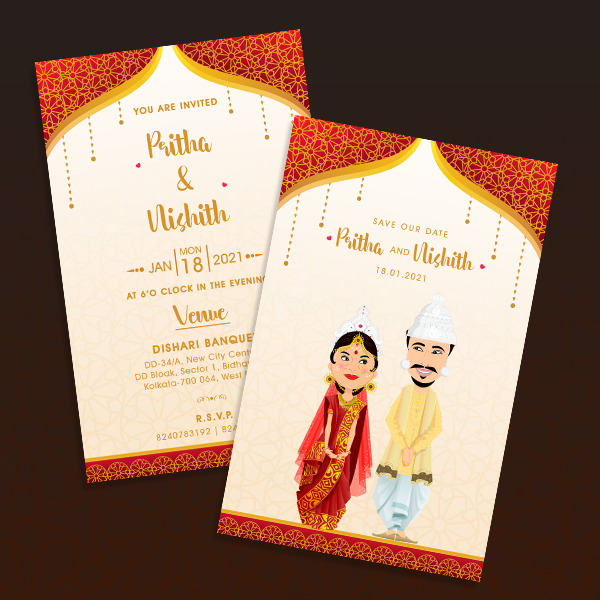 YOU ARE INVITED
Pritha
&
Nishith
JAN
MON
18
2021
AT 6'O CLOCK IN THE EVENING
Venue
DISHARI BANQUE
DD-34/A, New City Cent
DD Bloak, Sector 1, Bidha
Kolkata-700 064, West
R.S.V.P.
8240783192 | 824
SAVE OUR DATE
Pritha AND Nishith
18.01.2021